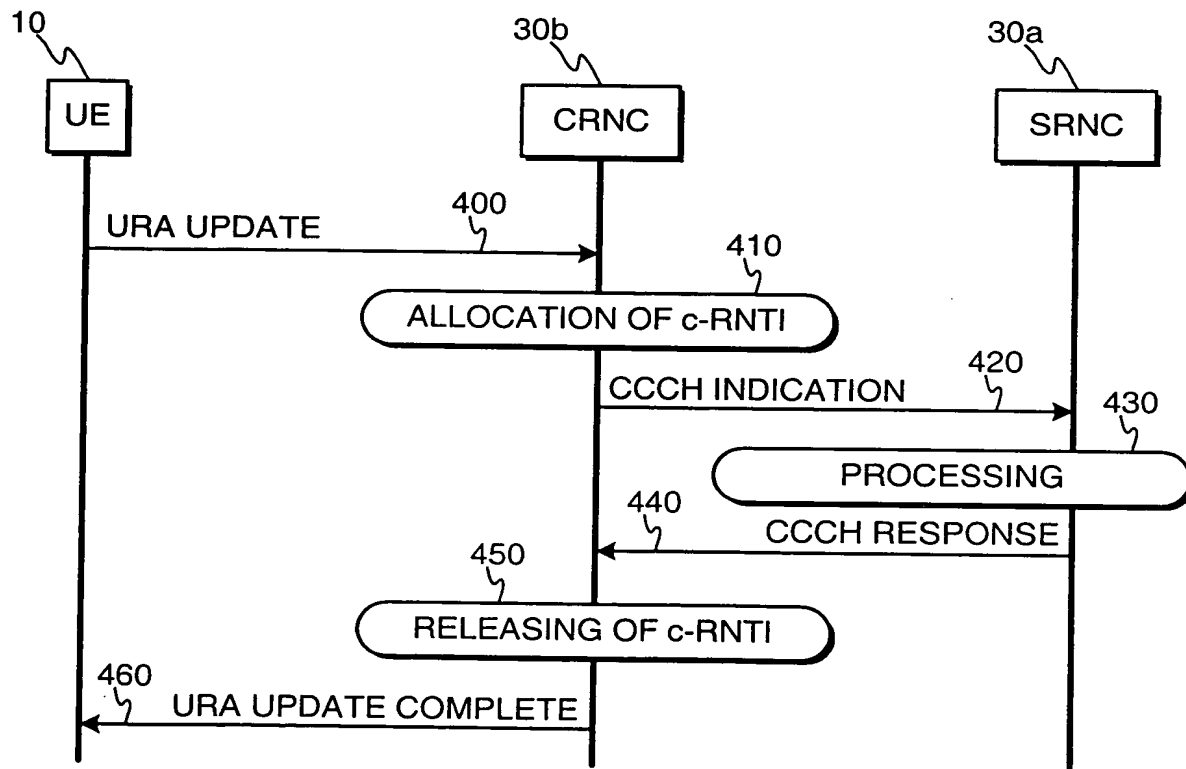 10
30b
30a
UE
CRNC
SRNC
400
URA UPDATE
410
ALLOCATION OF c-RNTI
420
CCCH INDICATION
430
PROCESSING
440
CCCH RESPONSE
450
RELEASING OF c-RNTI
460
URA UPDATE COMPLETE